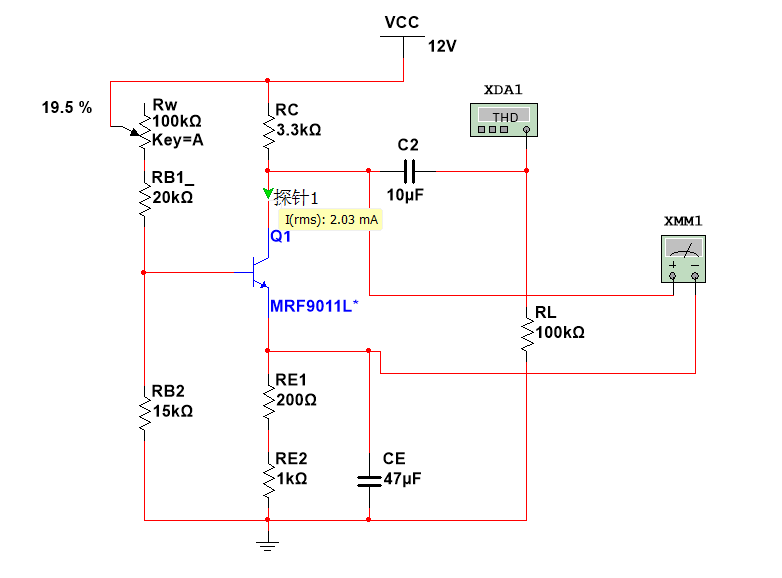 VCC
12V
XDA1
THD
19.5 %
Rw
100kΩ
Key=A
RC
3.3kΩ
C2
10µF
RB1_
20kΩ
探针1
I(rms): 2.03 mA
Q1
XMM1
+ −
MRF9011L*
RL
100kΩ
RE1
200Ω
RB2
15kΩ
RE2
1kΩ
CE
47µF